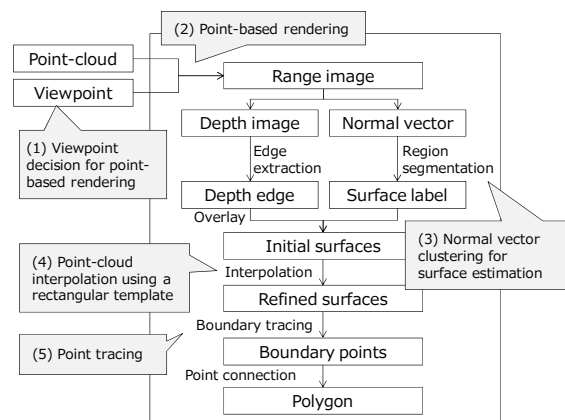 (2) Point-based rendering
Point-cloud
Viewpoint
Range image
(1) Viewpoint
decision for point-
based rendering
Depth image
Normal vector
Edge
extraction
Region
segmentation
Depth edge
Surface label
Overlay
Initial surfaces
(3) Normal vector
clustering for
surface estimation
(4) Point-cloud
interpolation using a
rectangular template
Interpolation
Refined surfaces
Boundary tracing
(5) Point tracing
Boundary points
Point connection
Polygon